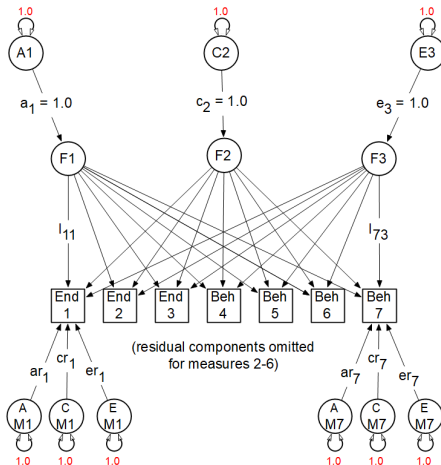 1.0 1.0 1.0
A1 C2 E3
a1 = 1.0 c2 = 1.0 e3 = 1.0
F1 F2 F3
l11 l73
End 1 End 2 End 3 Beh 4 Beh 5 Beh 6 Beh 7
(residual components omitted
for measures 2-6)
ar1 cr1 er1 ar7 cr7 er7
A M1 C M1 E M1 A M7 C M7 E M7
1.0 1.0 1.0 1.0 1.0 1.0